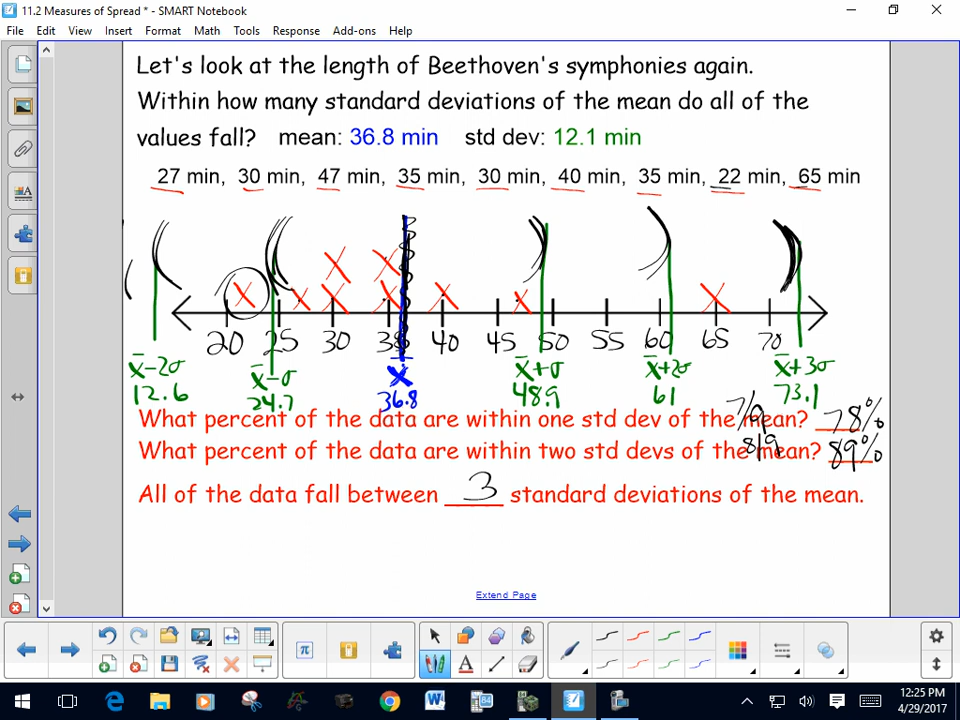 11.2 Measures of Spread * - SMART Notebook
File Edit View Insert Format Math Tools Response Add-ons Help
Let's look at the length of Beethoven's symphonies again.
Within how many standard deviations of the mean do all of the
values fall? mean: 36.8 min std dev: 12.1 min
27 min, 30 min, 47 min, 35 min, 30 min, 40 min, 35 min, 22 min, 65 min
20 25 30 35 40 45 50 55 60 65 70
x̄-2σ x̄-σ x̄ x̄+σ x̄+2σ x̄+3σ
12.6 24.7 36.8 48.9 61 73.1
What percent of the data are within one std dev of the mean? 7/9 78%
What percent of the data are within two std devs of the mean? 8/9 89%
All of the data fall between 3 standard deviations of the mean.
Extend Page
12:25 PM
4/29/2017